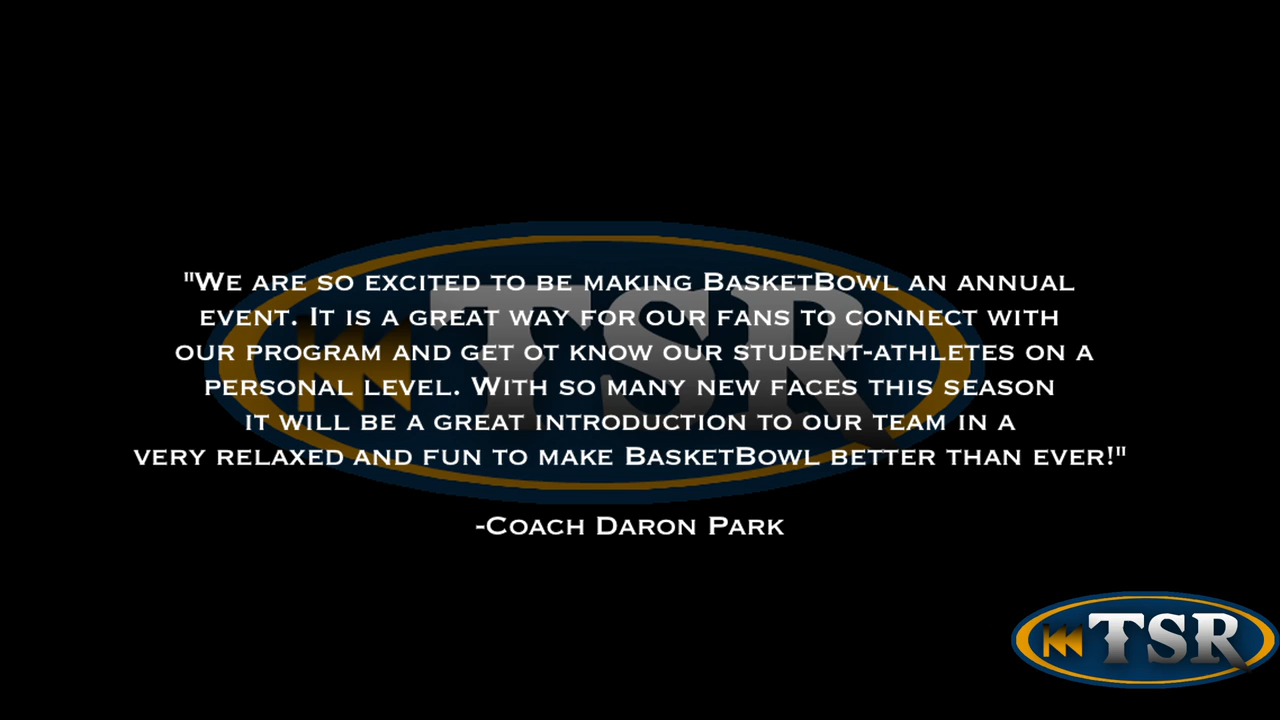 "We are so excited to be making BasketBowl an annual
event. It is a great way for our fans to connect with
our program and get ot know our student-athletes on a
personal level. With so many new faces this season
it will be a great introduction to our team in a
very relaxed and fun to make BasketBowl better than ever!"
-Coach Daron Park
TSR
TSR